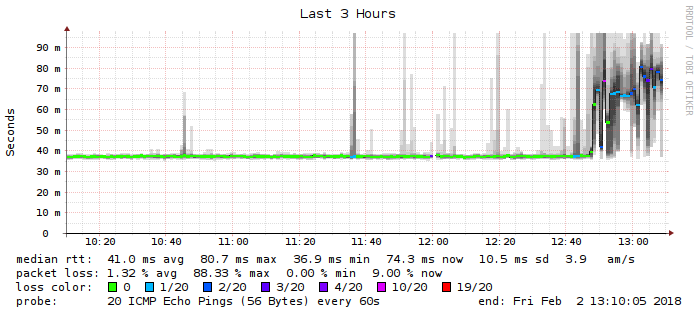 Last 3 Hours
RRDTOOL / TOBI OETIKER
Seconds
90 m
80 m
70 m
60 m
50 m
40 m
30 m
20 m
10 m
0
10:20 10:40 11:00 11:20 11:40 12:00 12:20 12:40 13:00
median rtt: 41.0 ms avg 80.7 ms max 36.9 ms min 74.3 ms now 10.5 ms sd 3.9 am/s
packet loss: 1.32 % avg 88.33 % max 0.00 % min 9.00 % now
loss color: 0 1/20 2/20 3/20 4/20 10/20 19/20
probe: 20 ICMP Echo Pings (56 Bytes) every 60s end: Fri Feb 2 13:10:05 2018